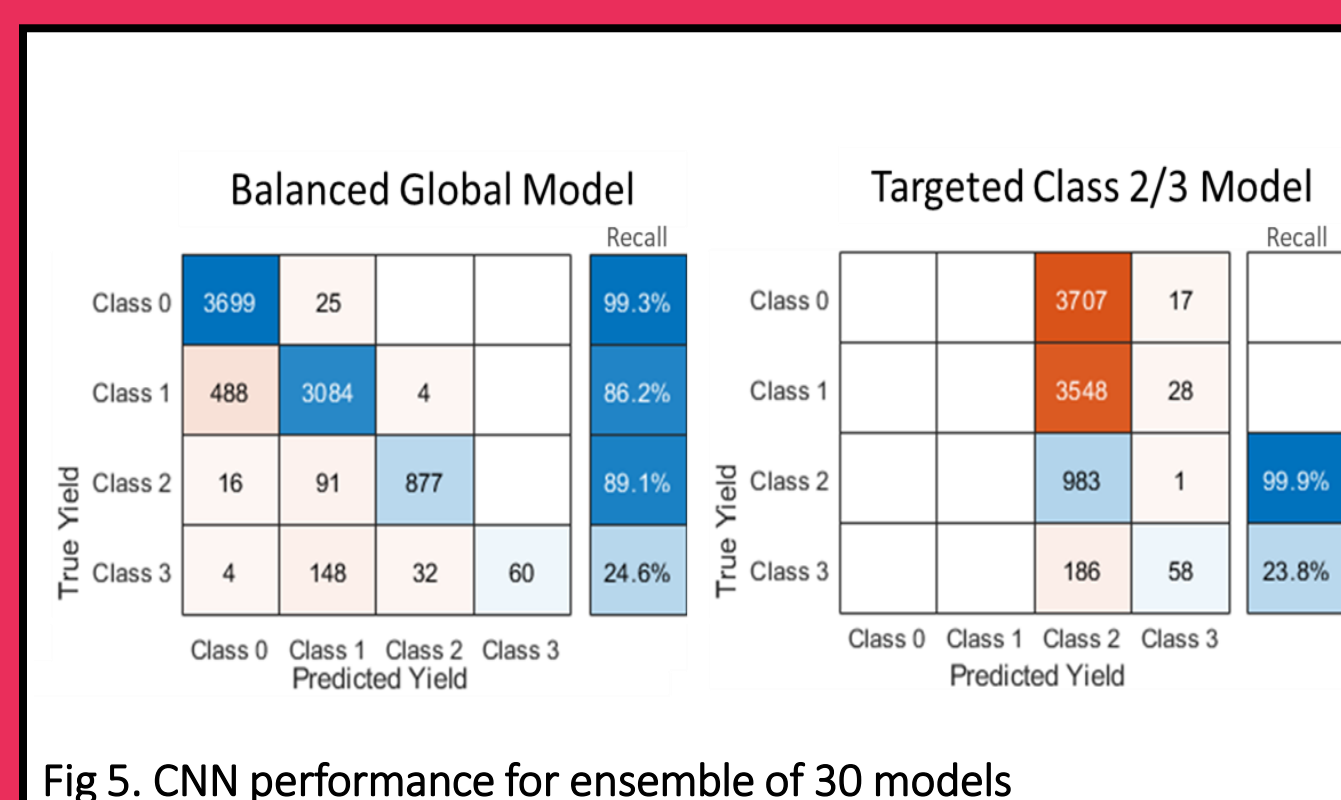 Balanced Global Model
Recall
Class 0 3699 25 99.3%
Class 1 488 3084 4 86.2%
Class 2 16 91 877 89.1%
Class 3 4 148 32 60 24.6%
True Yield
Class 0 Class 1 Class 2 Class 3
Predicted Yield
Targeted Class 2/3 Model
Recall
Class 0 3707 17
Class 1 3548 28
Class 2 983 1 99.9%
Class 3 186 58 23.8%
True Yield
Class 0 Class 1 Class 2 Class 3
Predicted Yield
Fig 5. CNN performance for ensemble of 30 models